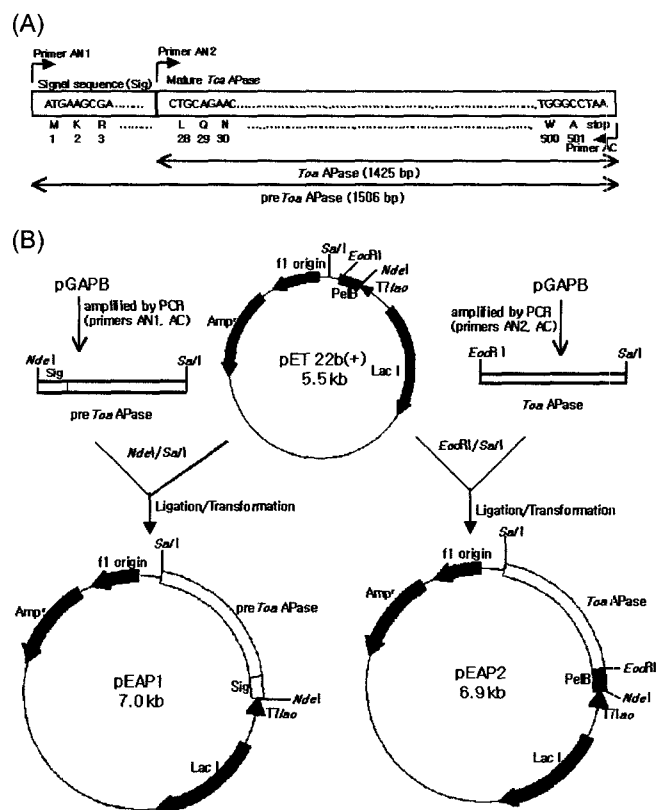 (A)
Primer AN1
Primer AN2
Signal sequence (Sig)
Mature Toa APase
ATGAAGCGA ........ CTGCAGAAC ........ TGGGCCTAA
M K R ........ L Q N ........ W A stop
1 2 3 28 29 30 500 501
Primer AC
Toa APase (1425 bp)
preToa APase (1506 bp)
(B)
pGAPB
amplified by PCR
(primers AN1, AC)
NdeI
SalI
Sig
preToa APase
SalI
EcoRI
NdeI
f1 origin
PelB
T7lac
Ampr
Lac I
pET 22b(+)
5.5 kb
pGAPB
amplified by PCR
(primers AN2, AC)
EcoRI
SalI
Toa APase
NdeI/SalI
EcoRI/SalI
Ligation/Transformation
Ligation/Transformation
SalI
f1 origin
preToa APase
Ampr
pEAP1
7.0 kb
Sig
NdeI
T7lac
Lac I
SalI
f1 origin
Toa APase
Ampr
pEAP2
6.9 kb
EcoRI
PelB
NdeI
T7lac
Lac I